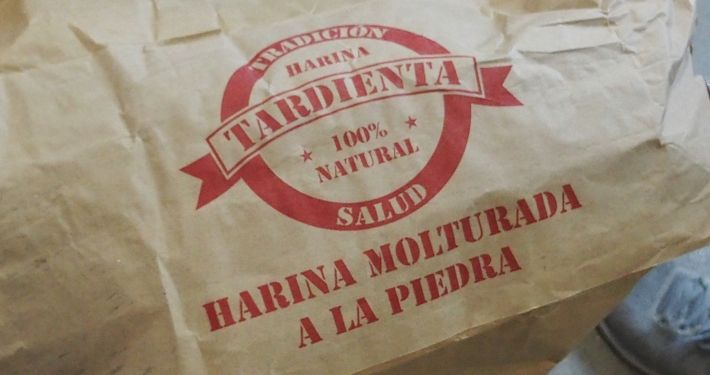 TRADICIÓN
HARINA
TARDIENTA
100%
NATURAL
SALUD
HARINA MOLTURADA
A LA PIEDRA